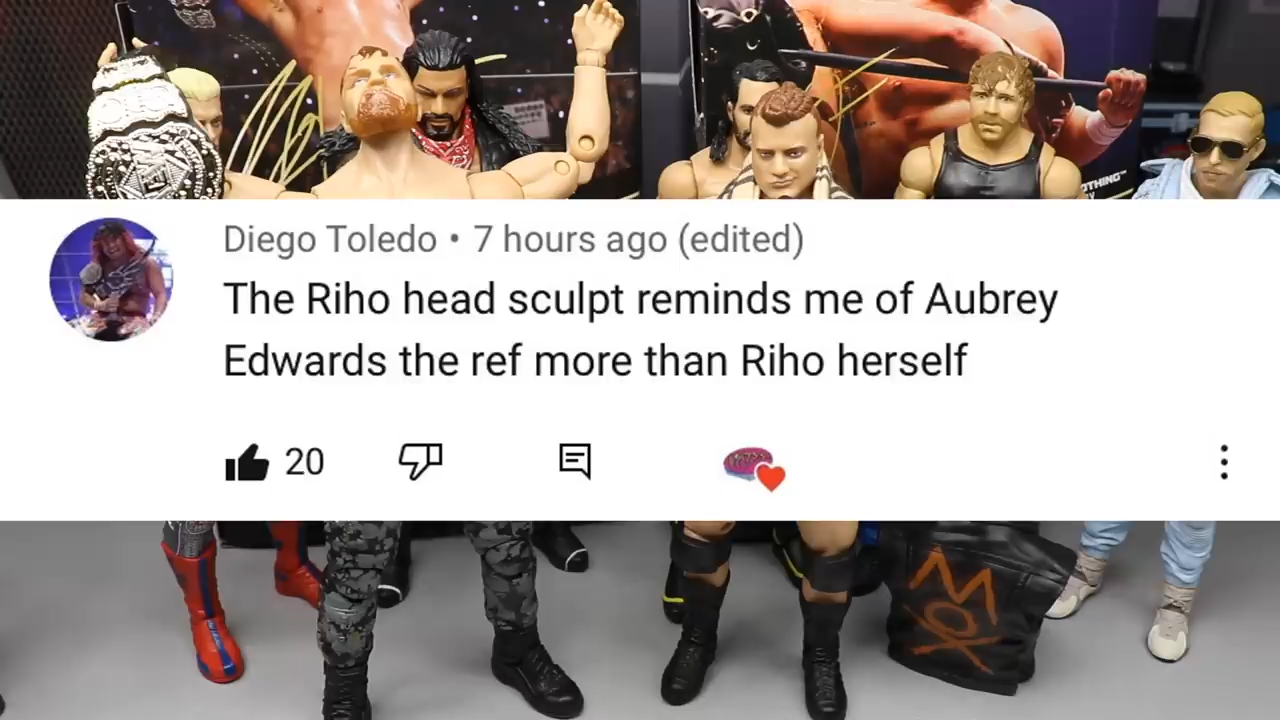 OTHING™
Diego Toledo • 7 hours ago (edited)
The Riho head sculpt reminds me of Aubrey
Edwards the ref more than Riho herself
20
MOX